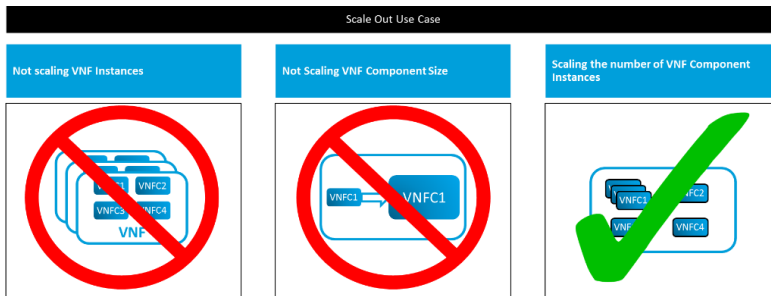 Scale Out Use Case
Not scaling VNF Instances
Not Scaling VNF Component Size
Scaling the number of VNF Component
Instances
VNFC2
VNFC4
VNF
VNFC1
VNFC1
VNFC1
VNFC4